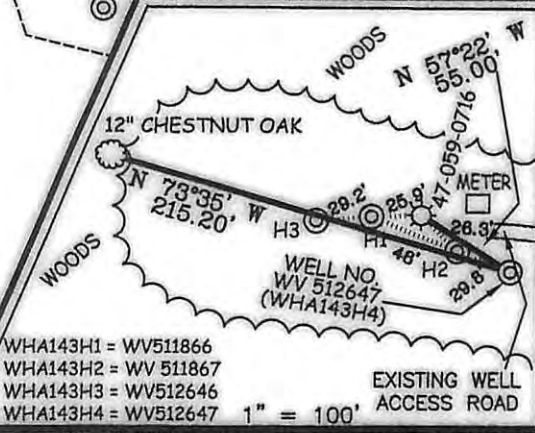 WOODS
N 57°22' W
55.00'
47-059-0716
12" CHESTNUT OAK
N 73°35' W
215.20'
METER
29.2'
25.9'
26.3'
H3
H1
48'
H2
29.8'
WOODS
WELL NO.
WV 512647
(WHA143H4)
WHA143H1 = WV511866
WHA143H2 = WV 511867
WHA143H3 = WV512646
WHA143H4 = WV512647
1" = 100'
EXISTING WELL
ACCESS ROAD